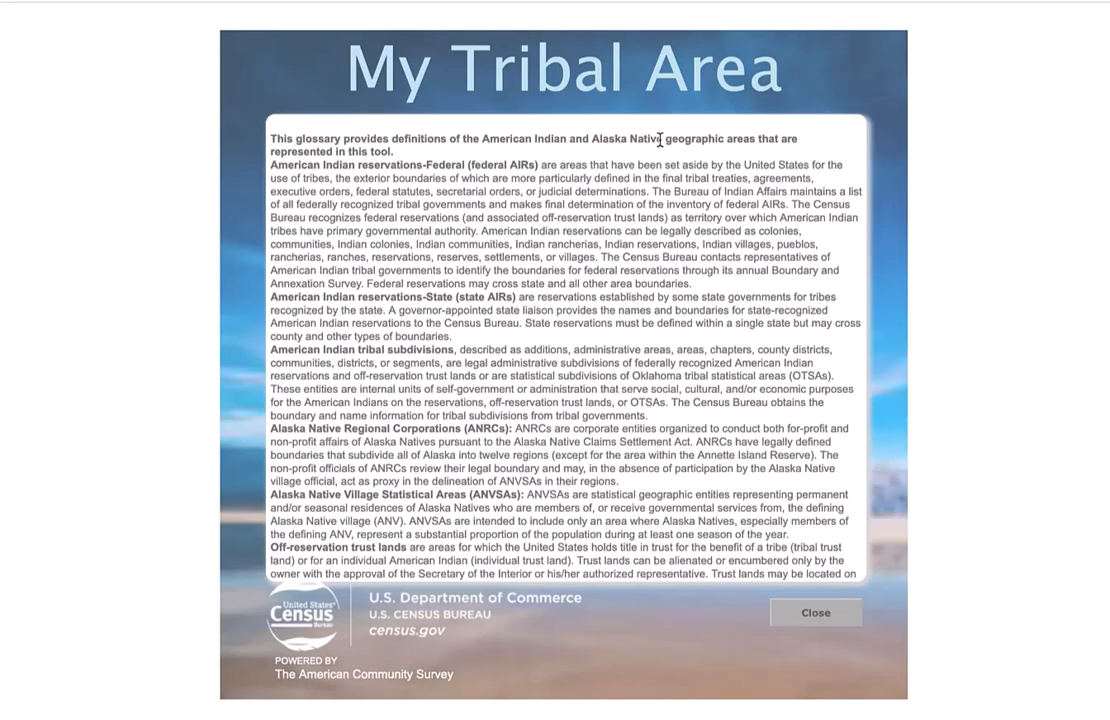 My Tribal Area
This glossary provides definitions of the American Indian and Alaska Native geographic areas that are
represented in this tool.
American Indian reservations-Federal (federal AIRs) are areas that have been set aside by the United States for the
use of tribes, the exterior boundaries of which are more particularly defined in the final tribal treaties, agreements,
executive orders, federal statutes, secretarial orders, or judicial determinations. The Bureau of Indian Affairs maintains a list
of all federally recognized tribal governments and makes final determination of the inventory of federal AIRs. The Census
Bureau recognizes federal reservations (and associated off-reservation trust lands) as territory over which American Indian
tribes have primary governmental authority. American Indian reservations can be legally described as colonies,
communities, Indian colonies, Indian communities, Indian rancherias, Indian reservations, Indian villages, pueblos,
rancherias, ranches, reservations, reserves, settlements, or villages. The Census Bureau contacts representatives of
American Indian tribal governments to identify the boundaries for federal reservations through its annual Boundary and
Annexation Survey. Federal reservations may cross state and all other area boundaries.
American Indian reservations-State (state AIRs) are reservations established by some state governments for tribes
recognized by the state. A governor-appointed state liaison provides the names and boundaries for state-recognized
American Indian reservations to the Census Bureau. State reservations must be defined within a single state but may cross
county and other types of boundaries.
American Indian tribal subdivisions, described as additions, administrative areas, areas, chapters, county districts,
communities, districts, or segments, are legal administrative subdivisions of federally recognized American Indian
reservations and off-reservation trust lands or are statistical subdivisions of Oklahoma tribal statistical areas (OTSAs).
These entities are internal units of self-government or administration that serve social, cultural, and/or economic purposes
for the American Indians on the reservations, off-reservation trust lands, or OTSAs. The Census Bureau obtains the
boundary and name information for tribal subdivisions from tribal governments.
Alaska Native Regional Corporations (ANRCs): ANRCs are corporate entities organized to conduct both for-profit and
non-profit affairs of Alaska Natives pursuant to the Alaska Native Claims Settlement Act. ANRCs have legally defined
boundaries that subdivide all of Alaska into twelve regions (except for the area within the Annette Island Reserve). The
non-profit officials of ANRCs review their legal boundary and may, in the absence of participation by the Alaska Native
village official, act as proxy in the delineation of ANVSAs in their regions.
Alaska Native Village Statistical Areas (ANVSAs): ANVSAs are statistical geographic entities representing permanent
and/or seasonal residences of Alaska Natives who are members of, or receive governmental services from, the defining
Alaska Native village (ANV). ANVSAs are intended to include only an area where Alaska Natives, especially members of
the defining ANV, represent a substantial proportion of the population during at least one season of the year.
Off-reservation trust lands are areas for which the United States holds title in trust for the benefit of a tribe (tribal trust
land) or for an individual American Indian (individual trust land). Trust lands can be alienated or encumbered only by the
owner with the approval of the Secretary of the Interior or his/her authorized representative. Trust lands may be located on
United States
Census
Bureau
U.S. Department of Commerce
U.S. CENSUS BUREAU
census.gov
Close
POWERED BY
The American Community Survey